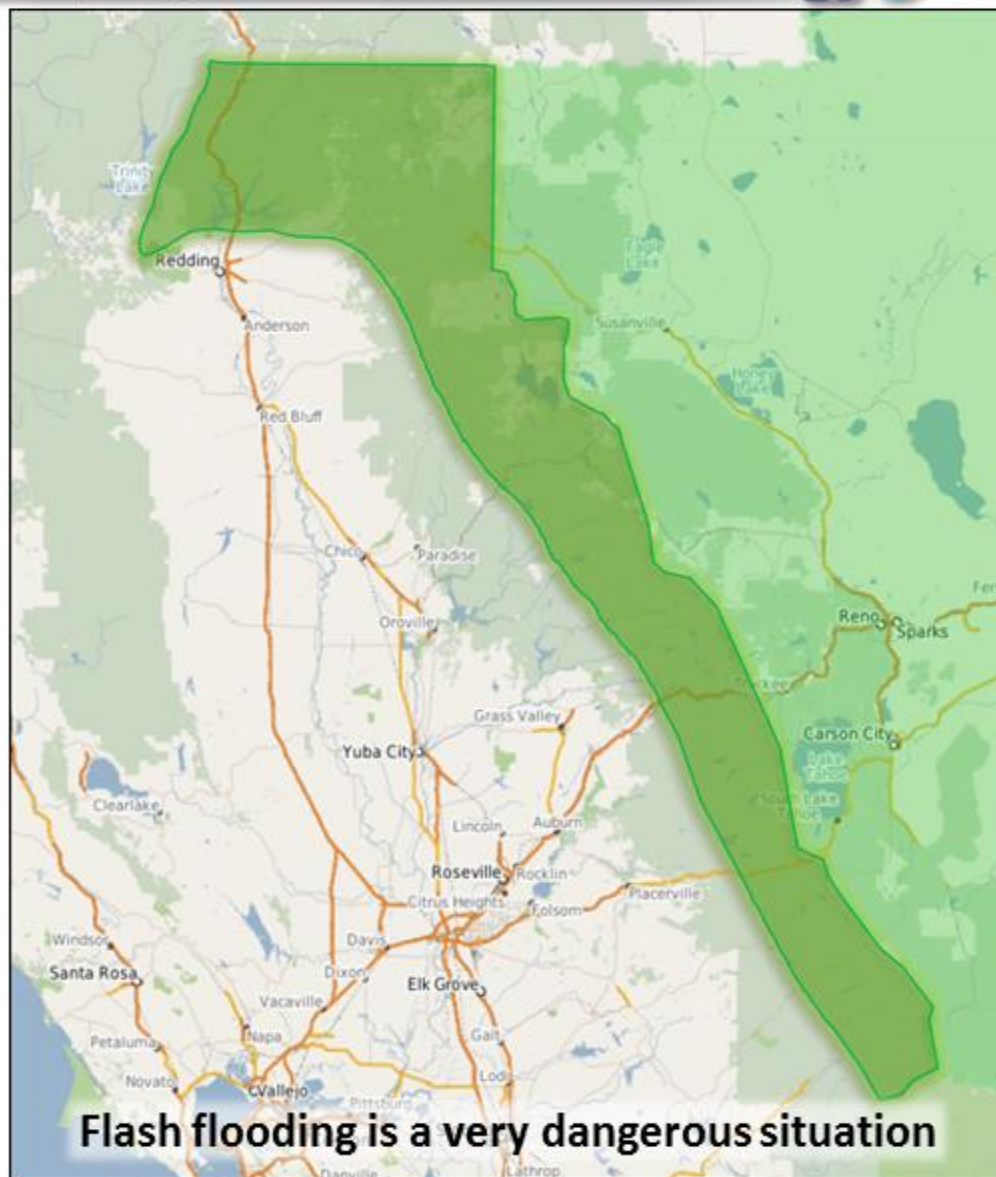 Trinity
Lake
Redding
Anderson
Eagle
Lake
Susanville
Honey
Lake
Red Bluff
Chico
Paradise
Oroville
Reno
Sparks
Truckee
Grass Valley
Yuba City
Carson City
Lake
Tahoe
South Lake
Tahoe
Clearlake
Lincoln
Auburn
Roseville
Rocklin
Citrus Heights
Folsom
Placerville
Windsor
Davis
Santa Rosa
Dixon
Elk Grove
Vacaville
Petaluma
Napa
Galt
Novato
Vallejo
Lodi
Pittsburg
Flash flooding is a very dangerous situation
Danville
Lathrop